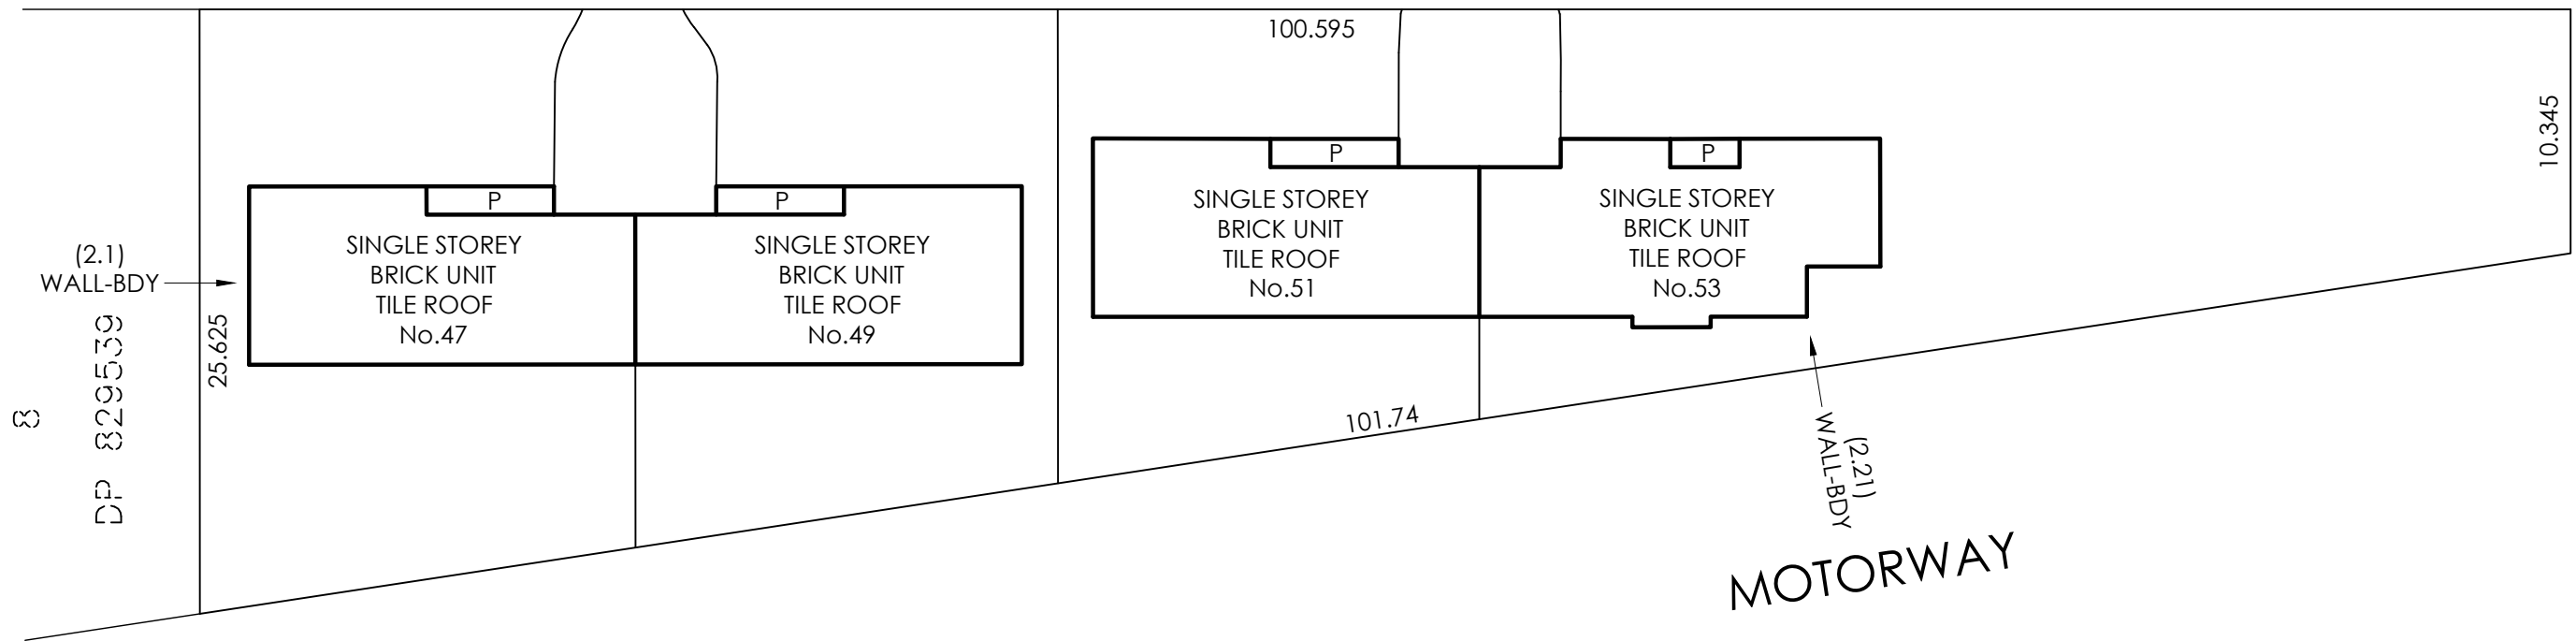 100.595
10.345
P
P
P
P
SINGLE STOREY
BRICK UNIT
TILE ROOF
No.47
SINGLE STOREY
BRICK UNIT
TILE ROOF
No.49
SINGLE STOREY
BRICK UNIT
TILE ROOF
No.51
SINGLE STOREY
BRICK UNIT
TILE ROOF
No.53
(2.1)
WALL-BDY
25.625
8
DP 829539
101.74
(2.21)
WALL-BDY
MOTORWAY